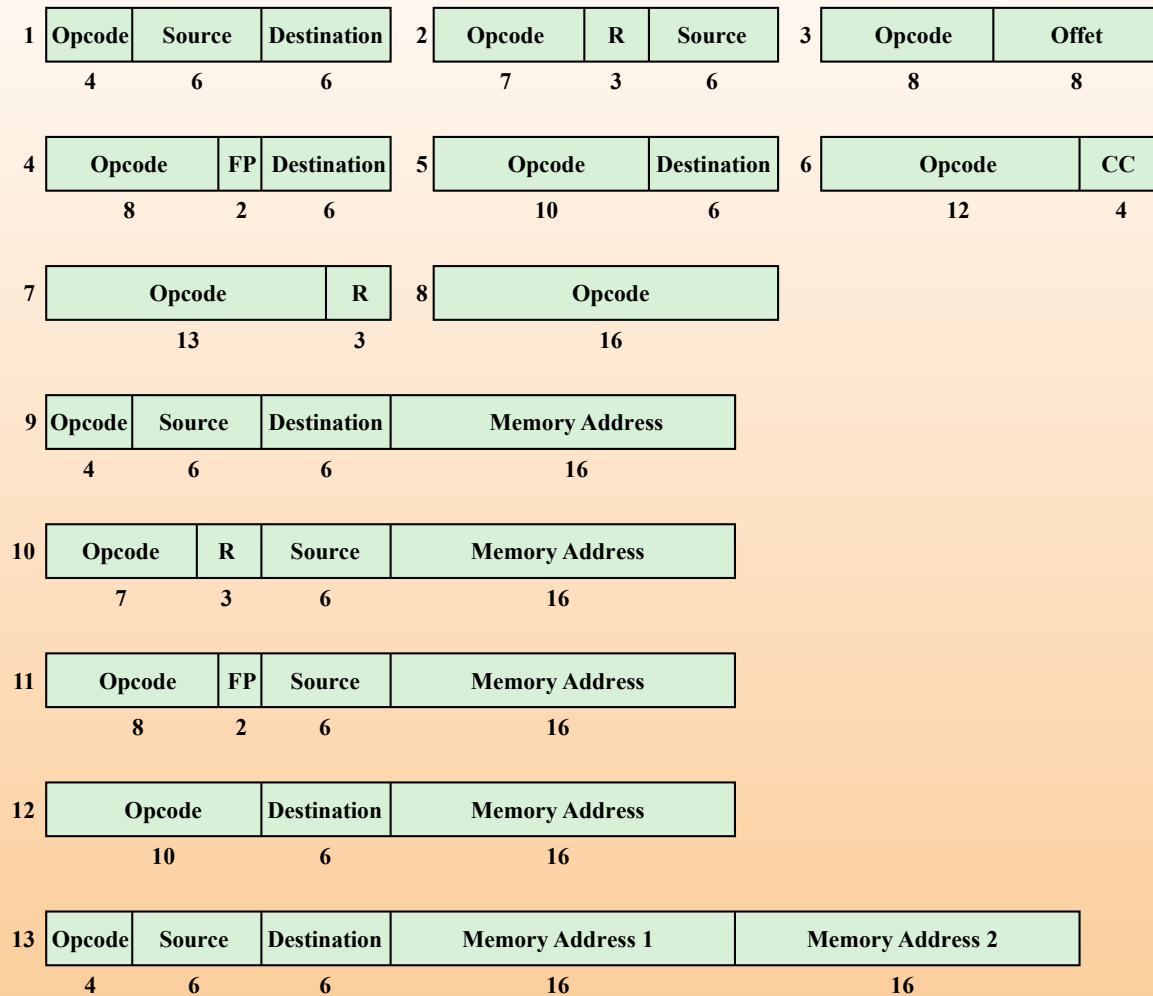 1 Opcode Source Destination 2 Opcode R Source 3 Opcode Offet
4 6 6 7 3 6 8 8
4 Opcode FP Destination 5 Opcode Destination 6 Opcode CC
8 2 6 10 6 12 4
7 Opcode R 8 Opcode
13 3 16
9 Opcode Source Destination Memory Address
4 6 6 16
10 Opcode R Source Memory Address
7 3 6 16
11 Opcode FP Source Memory Address
8 2 6 16
12 Opcode Destination Memory Address
10 6 16
13 Opcode Source Destination Memory Address 1 Memory Address 2
4 6 6 16 16